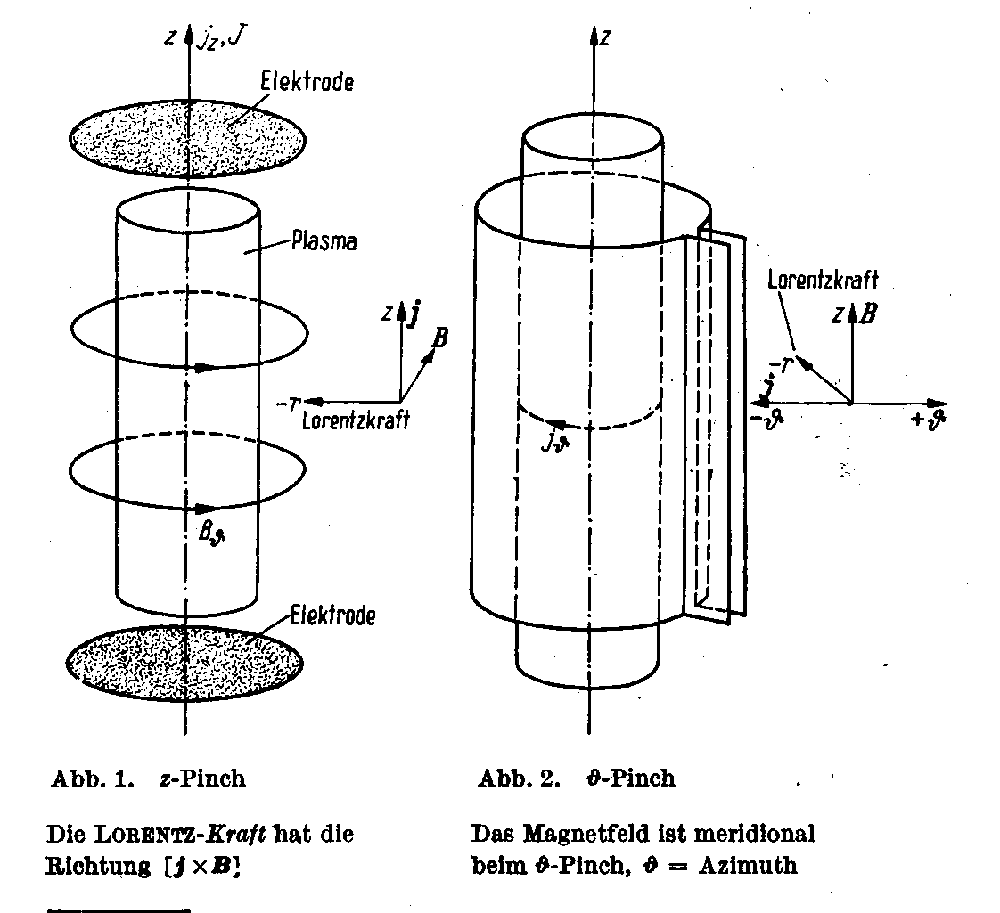 z j_z, J
Elektrode
Plasma
z j
B
-r
Lorentzkraft
B_ϑ
Elektrode
Abb. 1. z-Pinch
Die LORENTZ-Kraft hat die
Richtung [j × B]
z
Lorentzkraft
z B
-r
j,
-ϑ
+ϑ
j_ϑ
Abb. 2. ϑ-Pinch
Das Magnetfeld ist meridional
beim ϑ-Pinch, ϑ = Azimuth